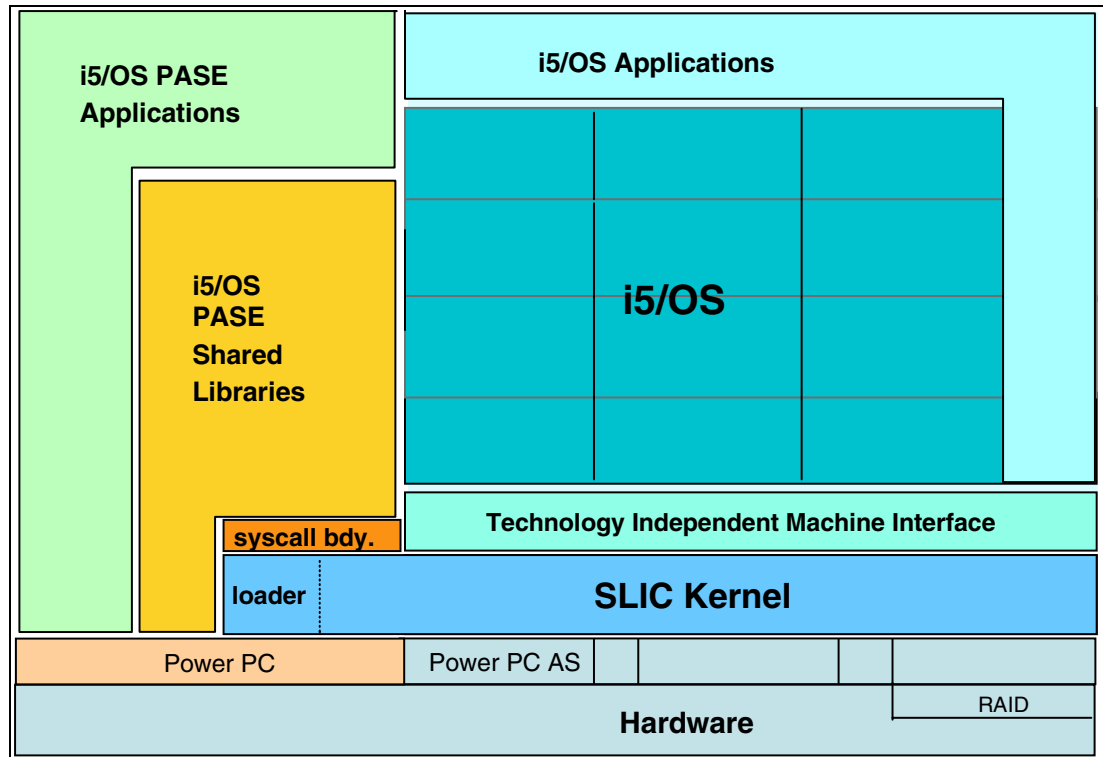 i5/OS PASE
Applications
i5/OS Applications
i5/OS
PASE
Shared
Libraries
i5/OS
syscall bdy.
Technology Independent Machine Interface
loader
SLIC Kernel
Power PC
Power PC AS
RAID
Hardware